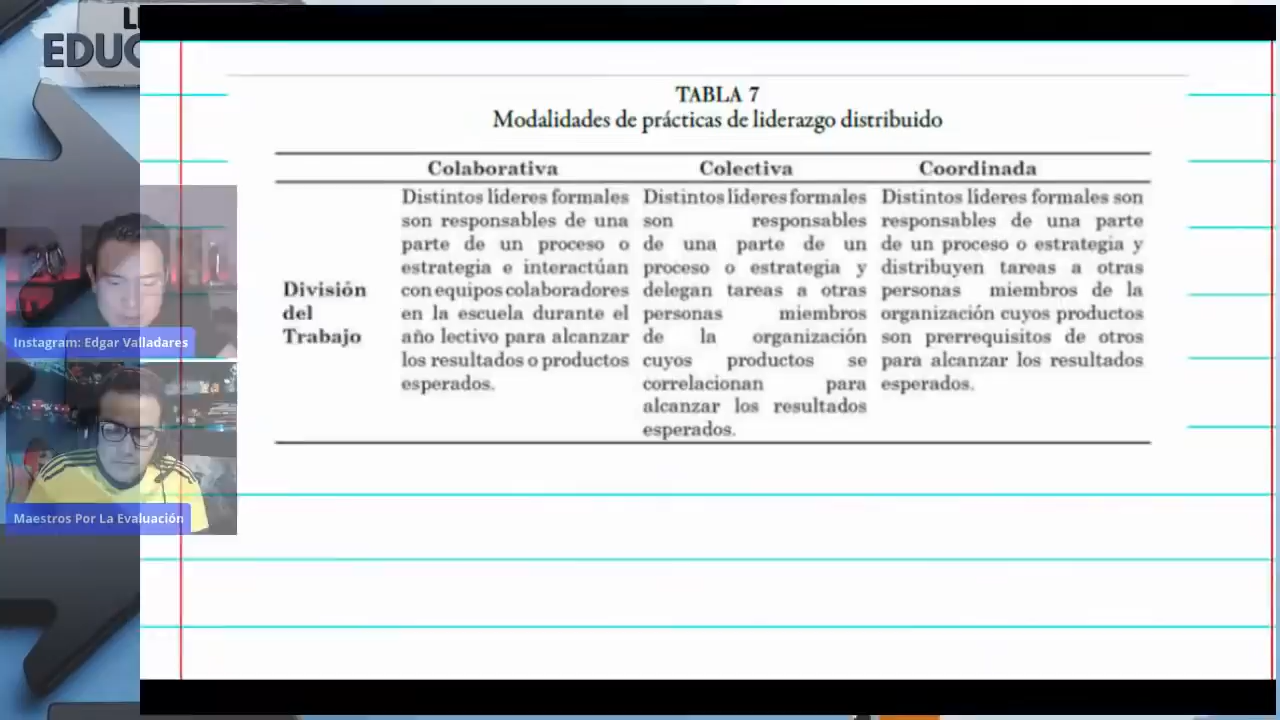 EDUC
TABLA 7
Modalidades de prácticas de liderazgo distribuido
Colaborativa Colectiva Coordinada
División
del
Trabajo
Distintos líderes formales
son responsables de una
parte de un proceso o
estrategia e interactúan
con equipos colaboradores
en la escuela durante el
año lectivo para alcanzar
los resultados o productos
esperados.
Distintos líderes formales
son responsables
de una parte de un
proceso o estrategia y
delegan tareas a otras
personas miembros
de la organización
cuyos productos se
correlacionan para
alcanzar los resultados
esperados.
Distintos líderes formales son
responsables de una parte
de un proceso o estrategia y
distribuyen tareas a otras
personas miembros de la
organización cuyos productos
son prerrequisitos de otros
para alcanzar los resultados
esperados.
Instagram: Edgar Valladares
Maestros Por La Evaluación